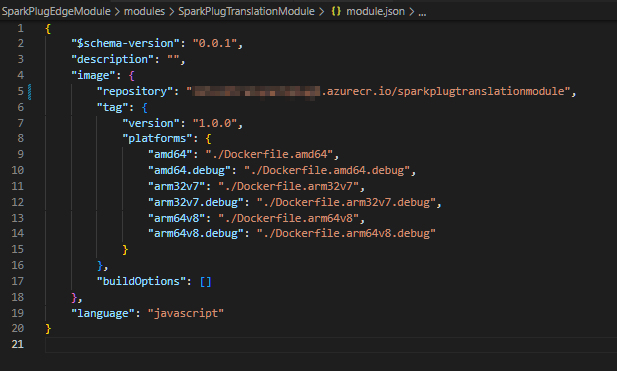 SparkPlugEdgeModule > modules > SparkPlugTranslationModule > {} module.json > ...
1 {
2 "$schema-version": "0.0.1",
3 "description": "",
4 "image": {
5 "repository": ".azurecr.io/sparkplugtranslationmodule",
6 "tag": {
7 "version": "1.0.0",
8 "platforms": {
9 "amd64": "./Dockerfile.amd64",
10 "amd64.debug": "./Dockerfile.amd64.debug",
11 "arm32v7": "./Dockerfile.arm32v7",
12 "arm32v7.debug": "./Dockerfile.arm32v7.debug",
13 "arm64v8": "./Dockerfile.arm64v8",
14 "arm64v8.debug": "./Dockerfile.arm64v8.debug"
15 }
16 },
17 "buildOptions": []
18 },
19 "language": "javascript"
20 }
21